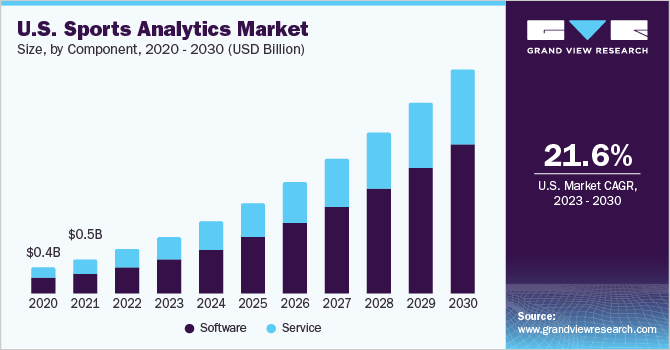 U.S. Sports Analytics Market
Size, by Component, 2020 - 2030 (USD Billion)
$0.4B
$0.5B
2020 2021 2022 2023 2024 2025 2026 2027 2028 2029 2030
Software Service
GRAND VIEW RESEARCH
21.6%
U.S. Market CAGR,
2023 - 2030
Source:
www.grandviewresearch.com